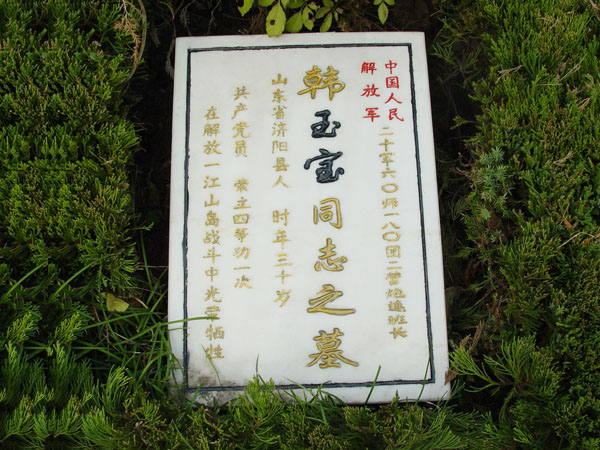 中国人民
解放军
二十军六〇师一八〇团二营炮连班长
韩玉宝同志之墓
山东省济阳县人 时年三十岁
共产党员 荣立四等功一次
在解放一江山岛战斗中光荣牺牲